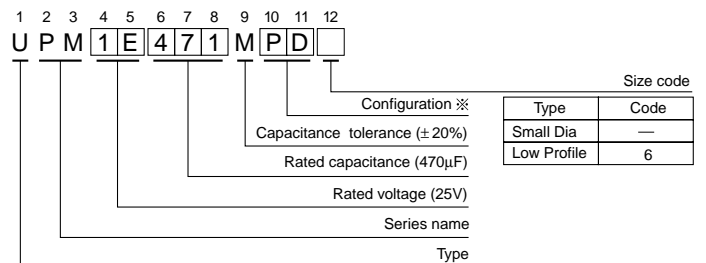 1 2 3 4 5 6 7 8 9 10 11 12
U P M 1 E 4 7 1 M P D
Size code
Configuration ※
Capacitance tolerance (±20%)
Rated capacitance (470µF)
Rated voltage (25V)
Series name
Type
Type Code
Small Dia —
Low Profile 6